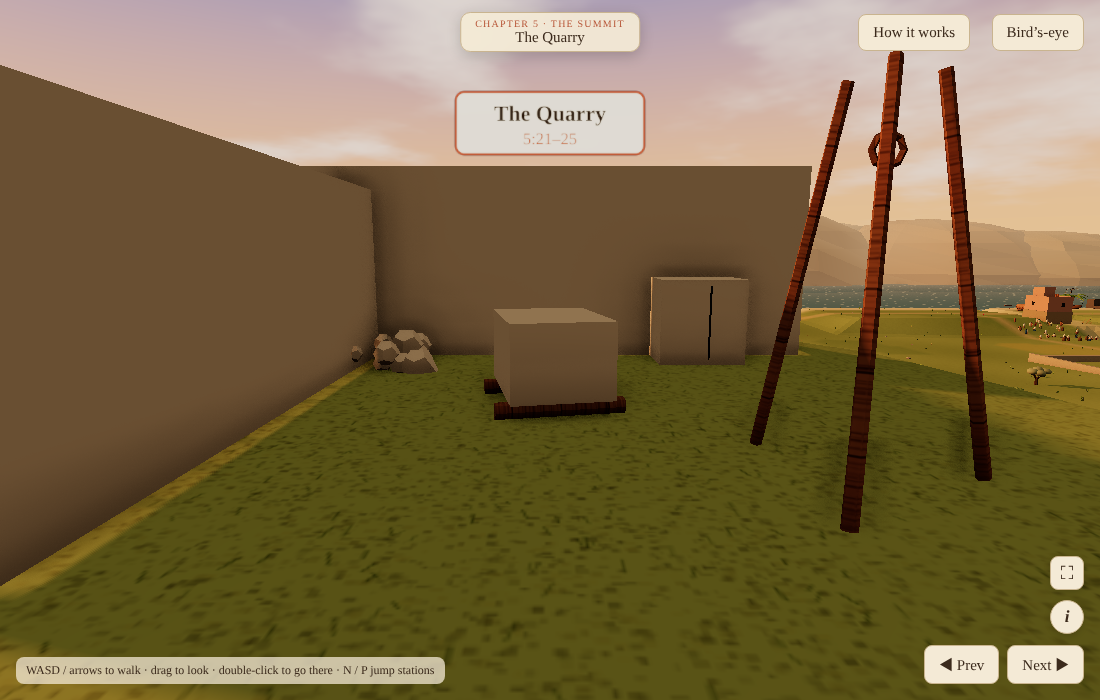 CHAPTER 5 · THE SUMMIT
The Quarry
How it works
Bird's-eye
The Quarry
5:21–25
i
WASD / arrows to walk · drag to look · double-click to go there · N / P jump stations
◀ Prev
Next ▶